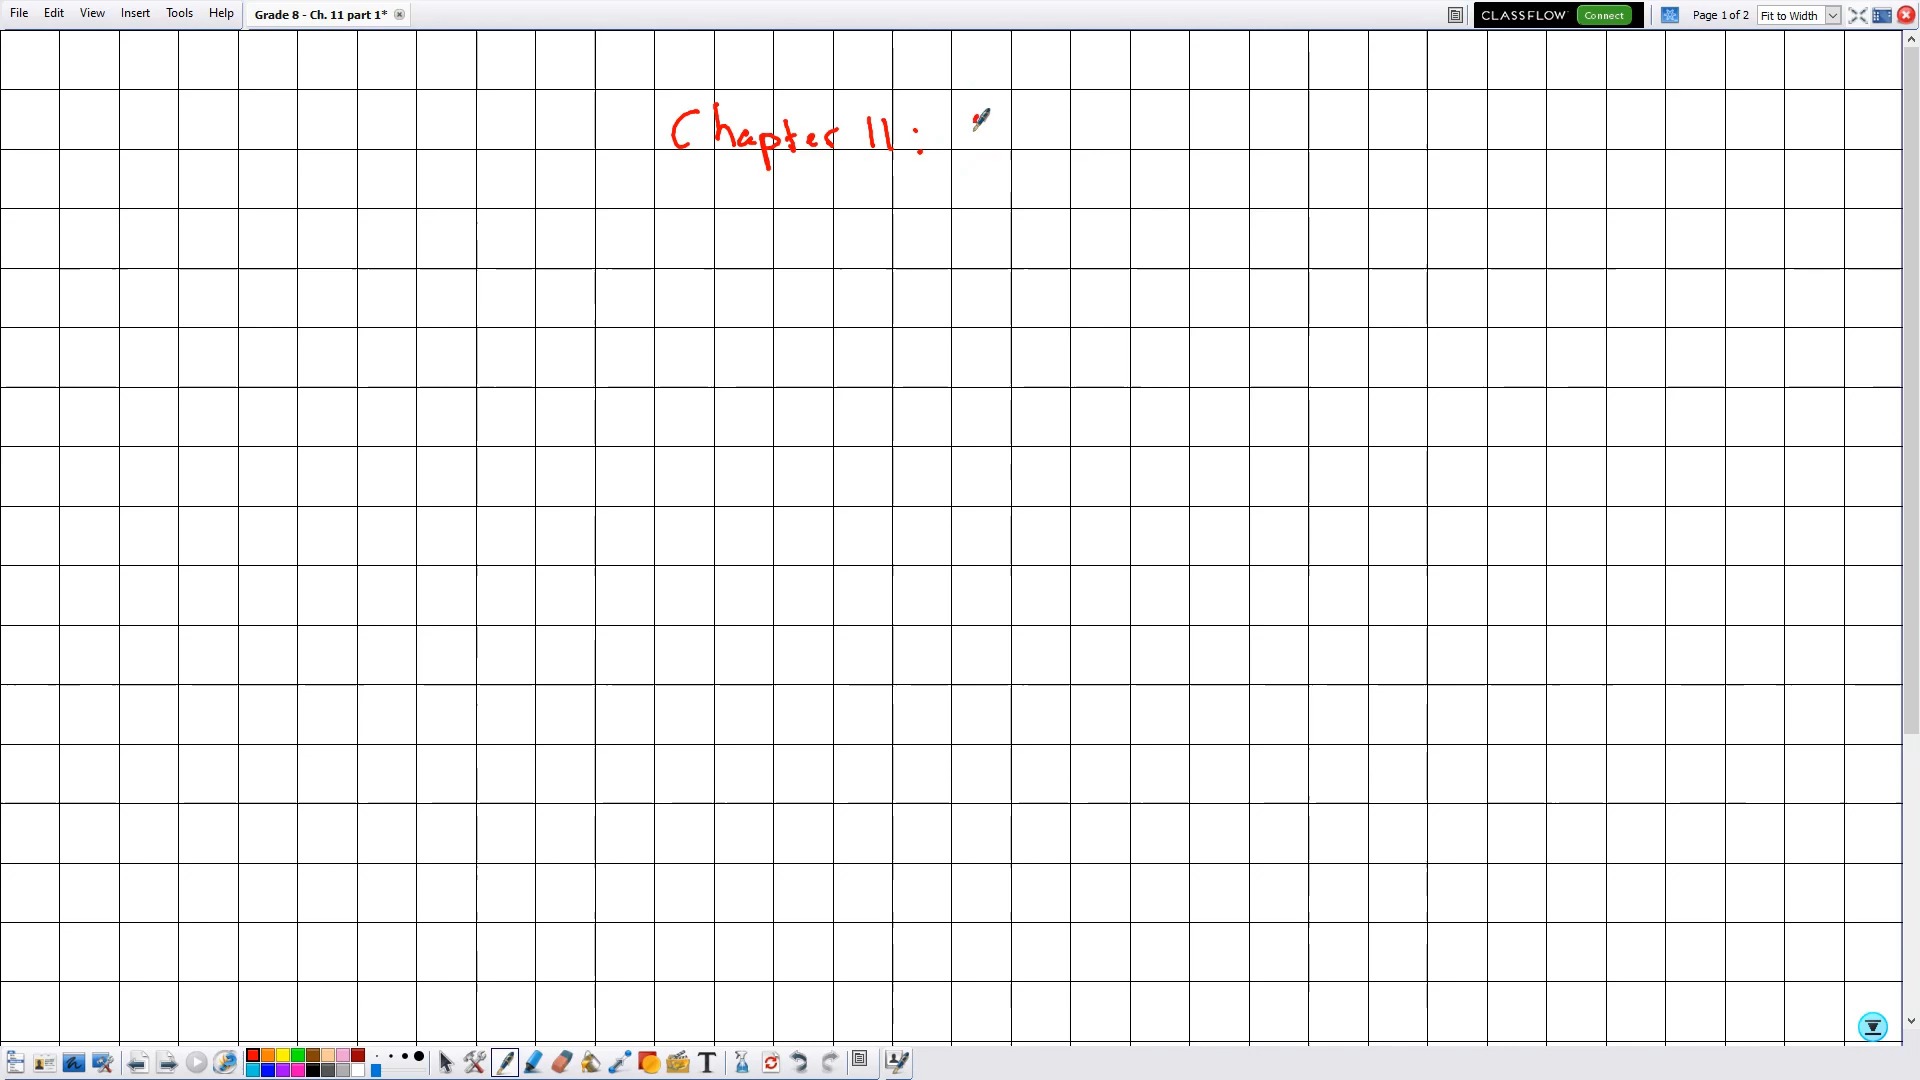 File Edit View Insert Tools Help Grade 8 - Ch. 11 part 1* CLASSFLOW Connect Page 1 of 2 Fit to Width
Chapter 11:
T